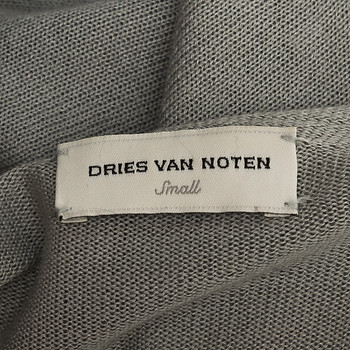 DRIES VAN NOTEN
Small